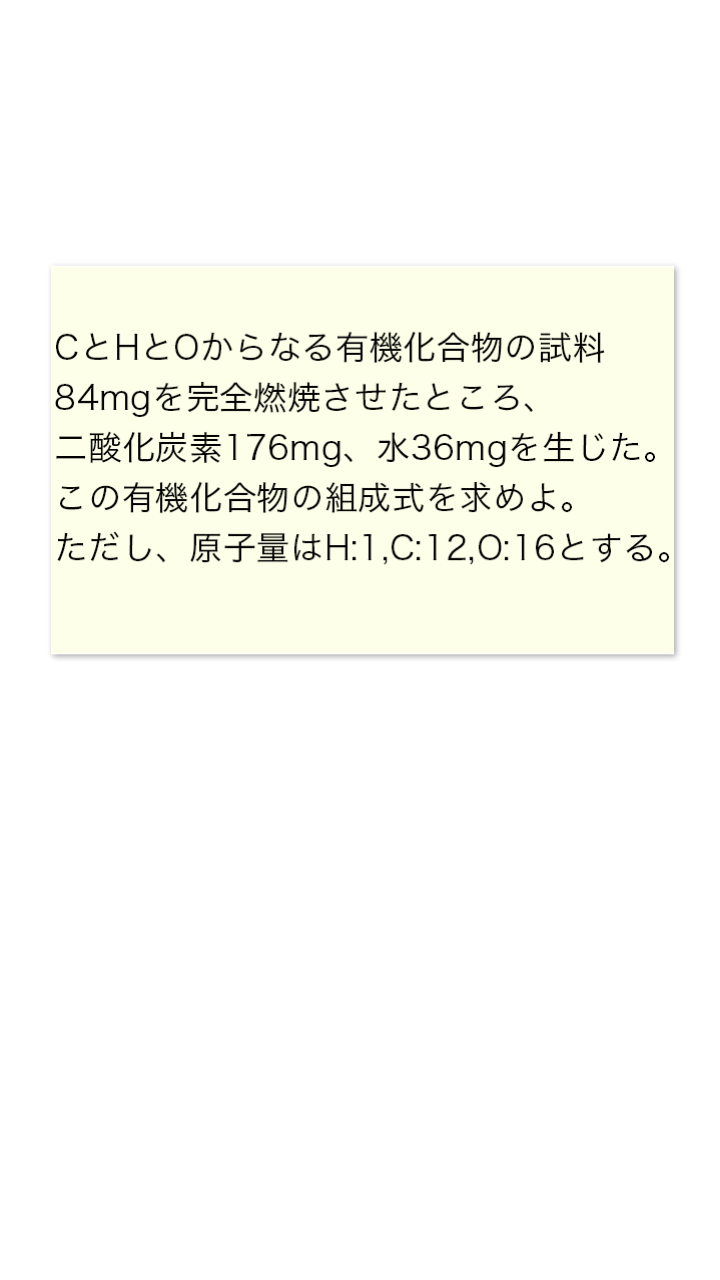 CとHとOからなる有機化合物の試料
84mgを完全燃焼させたところ、
二酸化炭素176mg、水36mgを生じた。
この有機化合物の組成式を求めよ。
ただし、原子量はH:1,C:12,O:16とする。